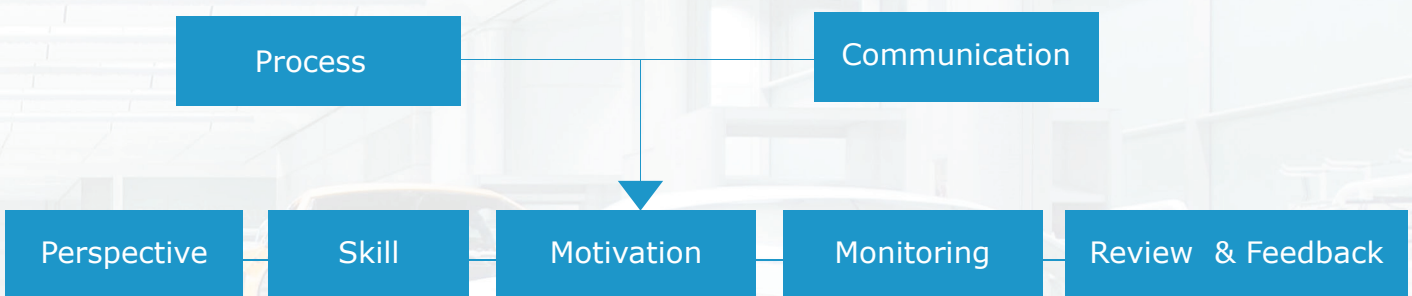 Process
Communication
Perspective
Skill
Motivation
Monitoring
Review & Feedback